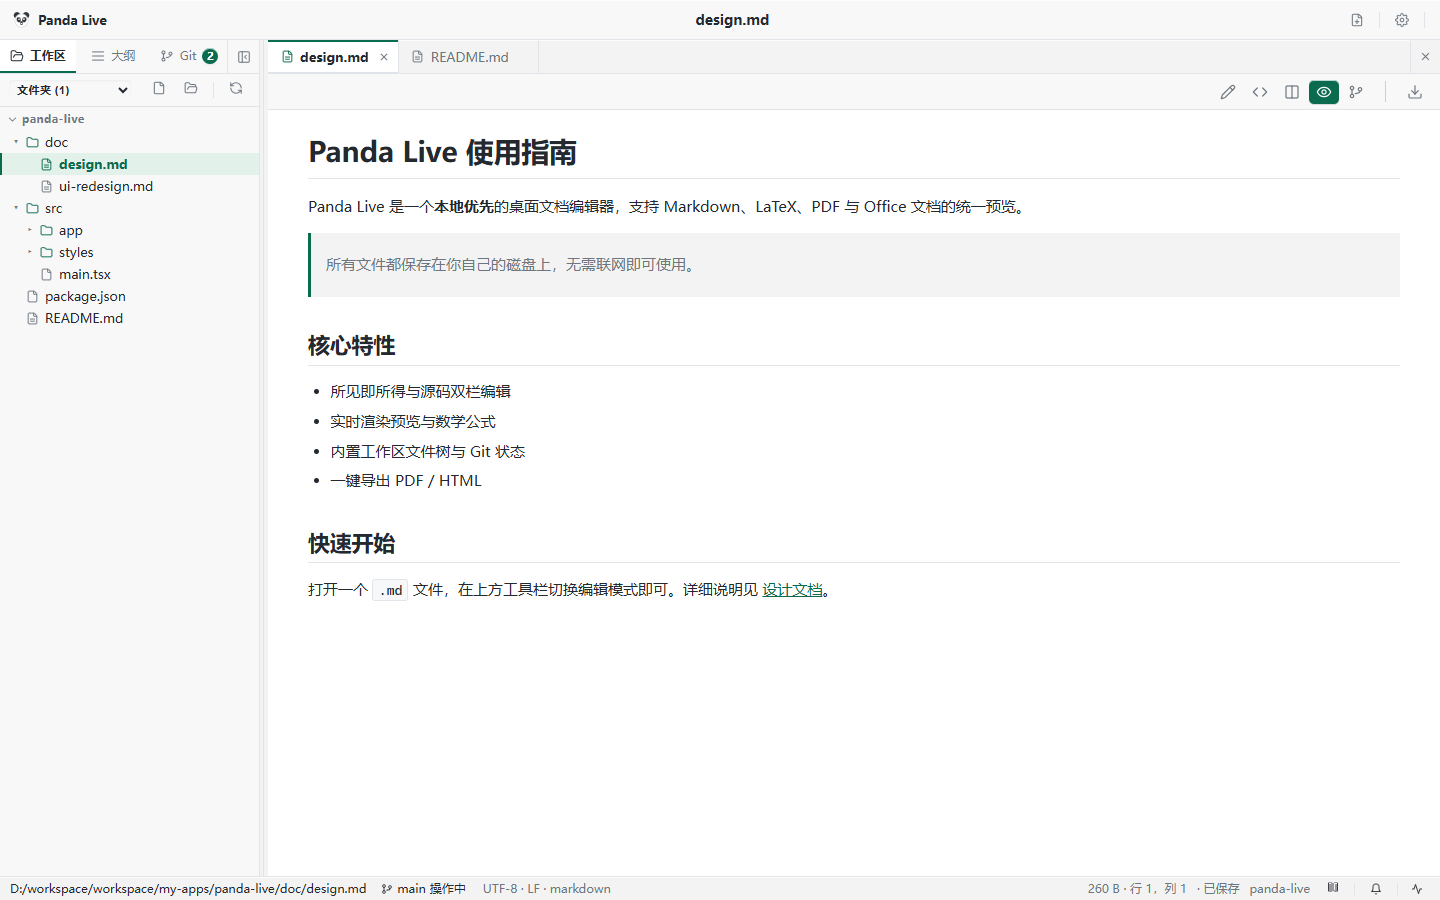 Panda Live
design.md
工作区
大纲
Git 2
design.md
README.md
文件夹 (1)
panda-live
doc
design.md
ui-redesign.md
src
app
styles
main.tsx
package.json
README.md
Panda Live 使用指南
Panda Live 是一个本地优先的桌面文档编辑器，支持 Markdown、LaTeX、PDF 与 Office 文档的统一预览。
所有文件都保存在你自己的磁盘上，无需联网即可使用。
核心特性
• 所见即所得与源码双栏编辑
• 实时渲染预览与数学公式
• 内置工作区文件树与 Git 状态
• 一键导出 PDF / HTML
快速开始
打开一个 .md 文件，在上方工具栏切换编辑模式即可。详细说明见 设计文档。
D:/workspace/workspace/my-apps/panda-live/doc/design.md main 操作中 UTF-8 · LF · markdown 260 B · 行 1，列 1 · 已保存 panda-live